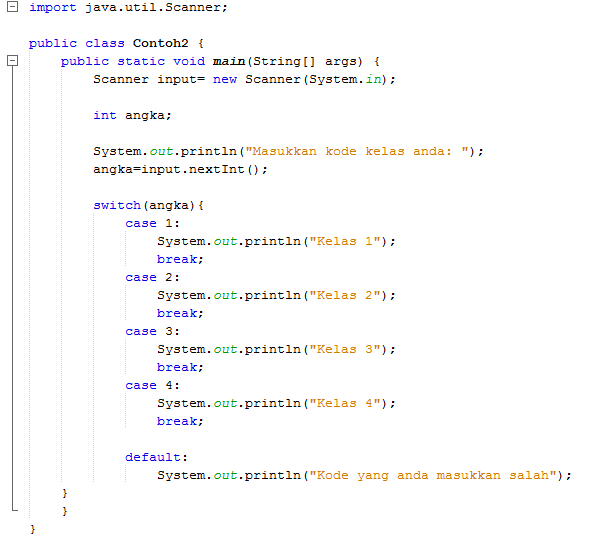 import java.util.Scanner;
public class Contoh2 {
public static void main(String[] args) {
Scanner input= new Scanner(System.in);
int angka;
System.out.println("Masukkan kode kelas anda: ");
angka=input.nextInt();
switch(angka){
case 1:
System.out.println("Kelas 1");
break;
case 2:
System.out.println("Kelas 2");
break;
case 3:
System.out.println("Kelas 3");
break;
case 4:
System.out.println("Kelas 4");
break;
default:
System.out.println("Kode yang anda masukkan salah");
}
}
}